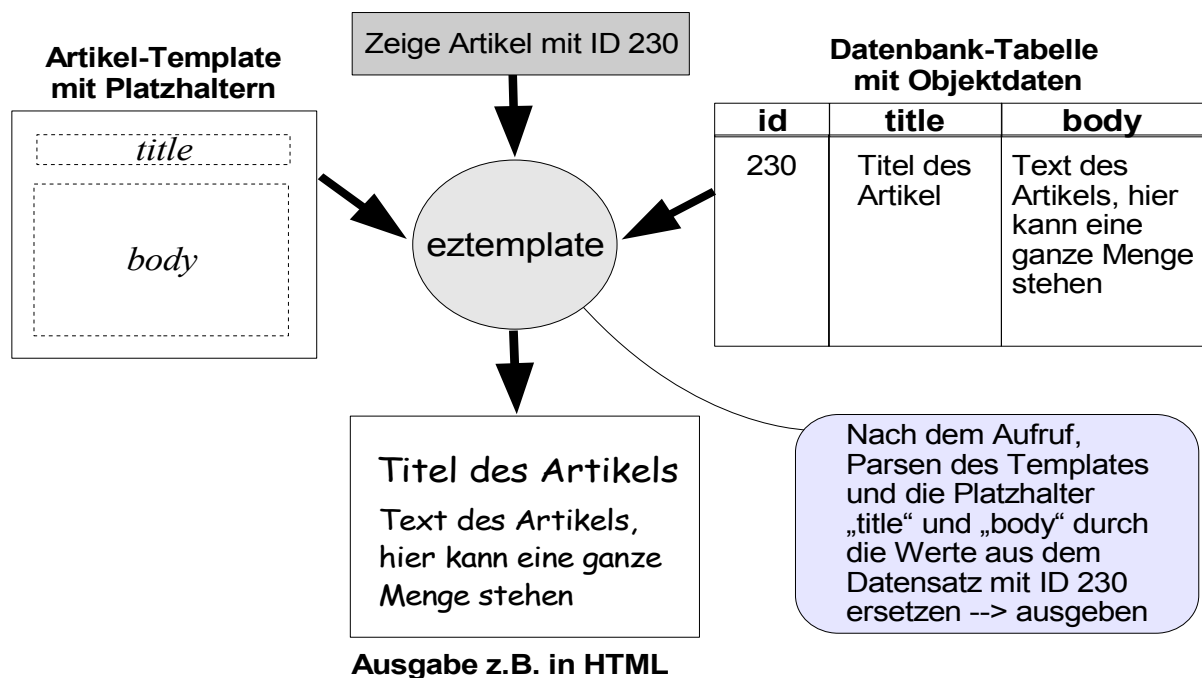 Zeige Artikel mit ID 230
Artikel-Template
mit Platzhaltern
title
body
Datenbank-Tabelle
mit Objektdaten
id title body
230 Titel des Text des
Artikel Artikels, hier
kann eine
ganze Menge
stehen
eztemplate
Titel des Artikels
Text des Artikels,
hier kann eine ganze
Menge stehen
Ausgabe z.B. in HTML
Nach dem Aufruf,
Parsen des Templates
und die Platzhalter
„title“ und „body“ durch
die Werte aus dem
Datensatz mit ID 230
ersetzen --> ausgeben